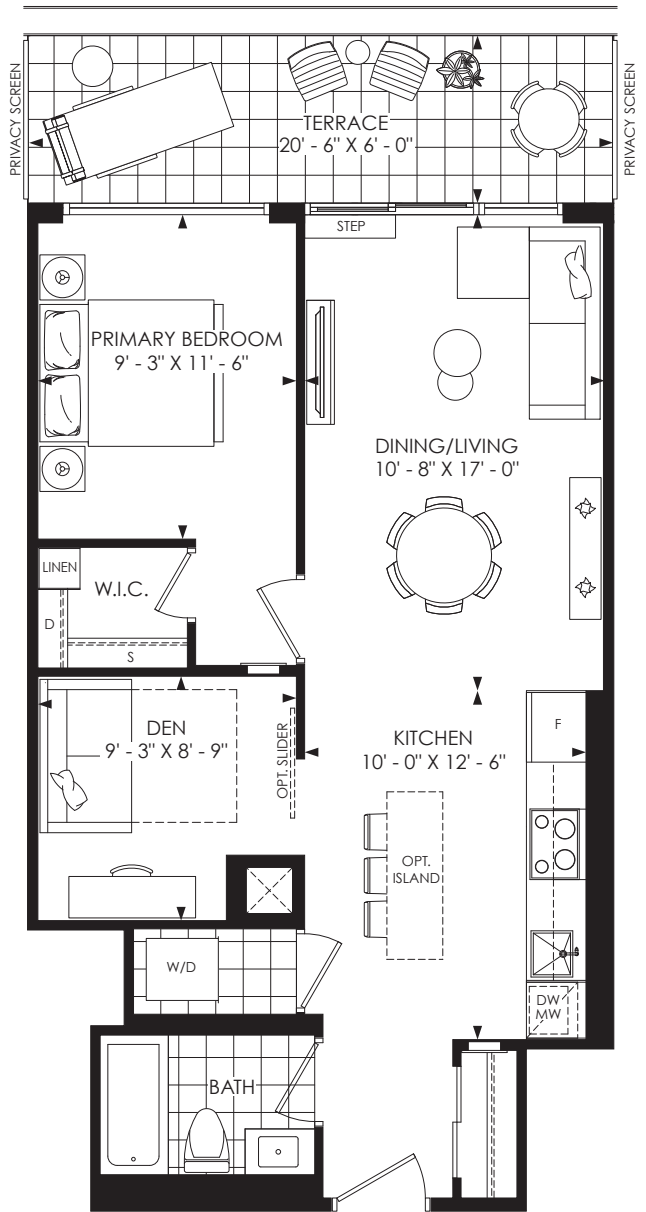 PRIVACY SCREEN
TERRACE
20' - 6" X 6' - 0"
PRIVACY SCREEN
STEP
PRIMARY BEDROOM
9' - 3" X 11' - 6"
DINING/LIVING
10' - 8" X 17' - 0"
LINEN
W.I.C.
D
S
DEN
9' - 3" X 8' - 9"
OPT. SLIDER
KITCHEN
10' - 0" X 12' - 6"
F
OPT.
ISLAND
W/D
DW
MW
BATH